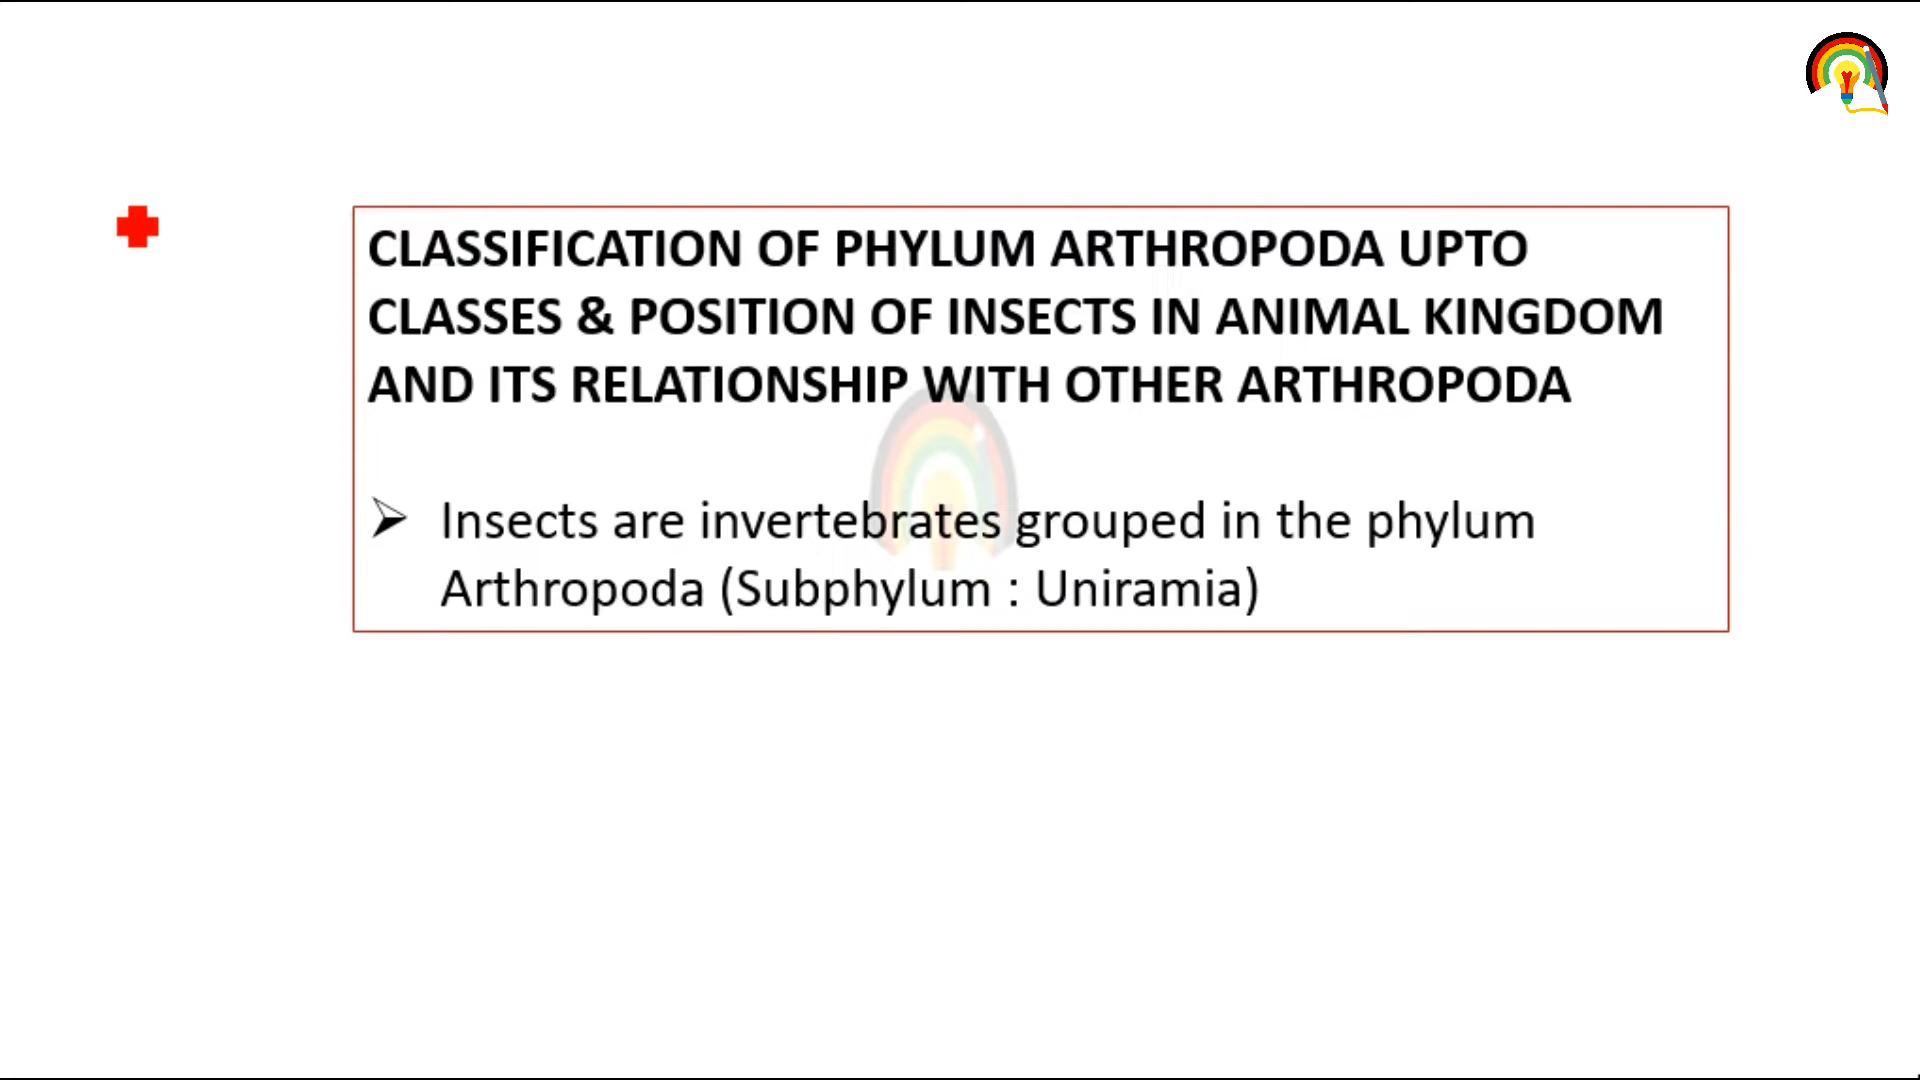 CLASSIFICATION OF PHYLUM ARTHROPODA UPTO
CLASSES & POSITION OF INSECTS IN ANIMAL KINGDOM
AND ITS RELATIONSHIP WITH OTHER ARTHROPODA
➢ Insects are invertebrates grouped in the phylum
Arthropoda (Subphylum : Uniramia)